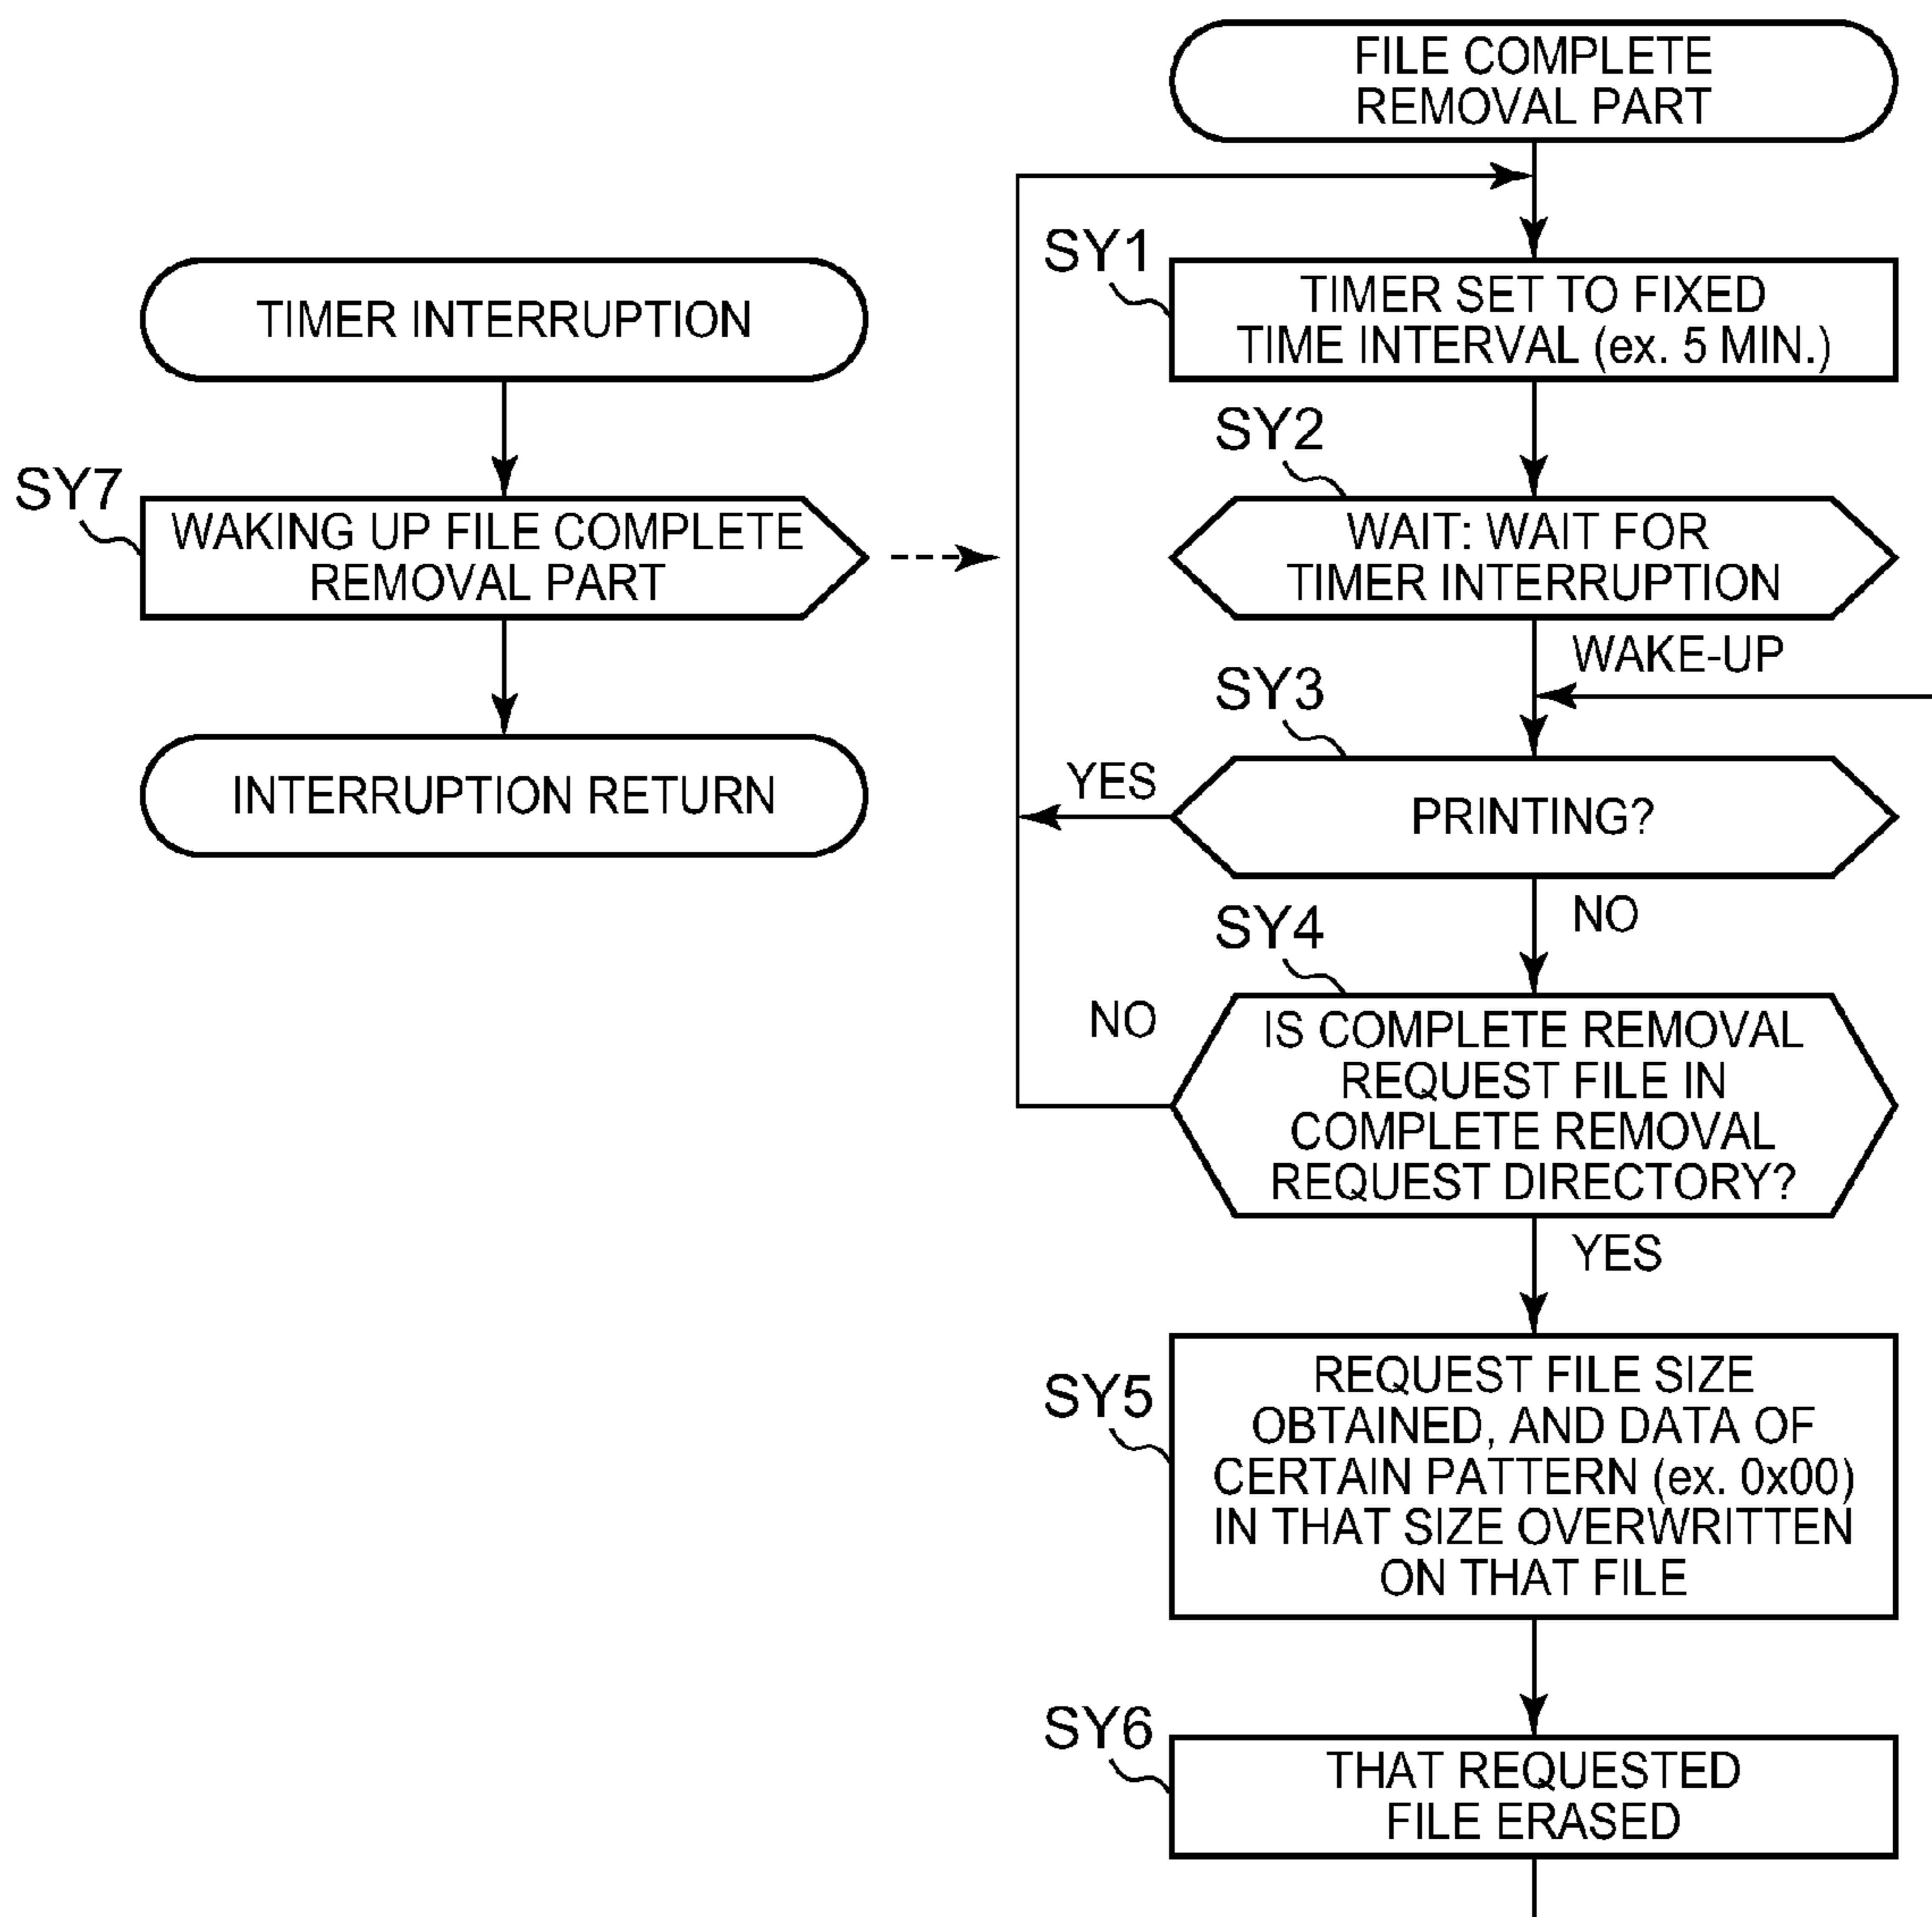 FILE COMPLETE
REMOVAL PART
SY1
TIMER SET TO FIXED
TIME INTERVAL (ex. 5 MIN.)
TIMER INTERRUPTION
SY2
WAIT: WAIT FOR
TIMER INTERRUPTION
SY7
WAKING UP FILE COMPLETE
REMOVAL PART
WAKE-UP
SY3
YES
PRINTING?
INTERRUPTION RETURN
NO
SY4
NO
IS COMPLETE REMOVAL
REQUEST FILE IN
COMPLETE REMOVAL
REQUEST DIRECTORY?
YES
SY5
REQUEST FILE SIZE
OBTAINED, AND DATA OF
CERTAIN PATTERN (ex. 0x00)
IN THAT SIZE OVERWRITTEN
ON THAT FILE
SY6
THAT REQUESTED
FILE ERASED